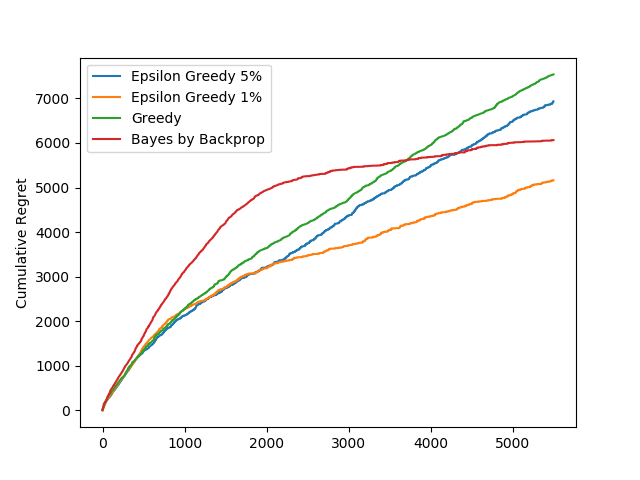 Epsilon Greedy 5%
Epsilon Greedy 1%
Greedy
Bayes by Backprop
Cumulative Regret
7000
6000
5000
4000
3000
2000
1000
0
0 1000 2000 3000 4000 5000